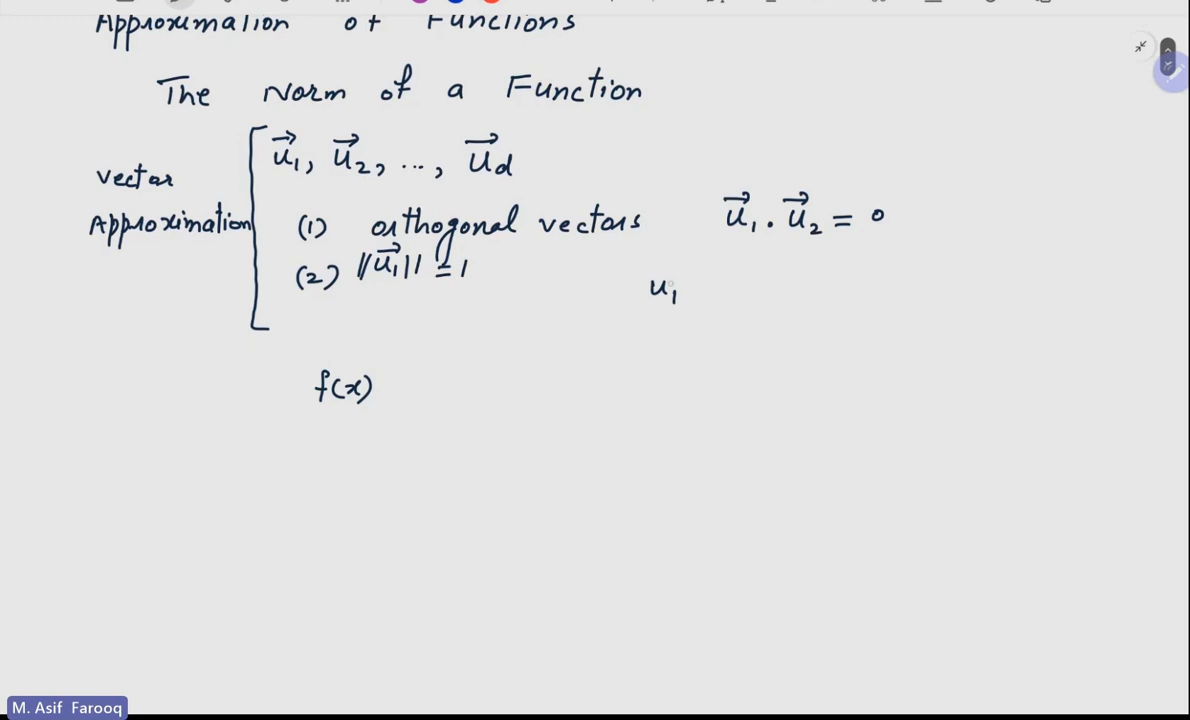 Approximation of Functions
The Norm of a Function
vector Approximation
u⃗₁, u⃗₂, ..., u⃗d
(1) orthogonal vectors u⃗₁ . u⃗₂ = 0
(2) ||u⃗₁|| = 1
u₁
f(x)
M. Asif Farooq